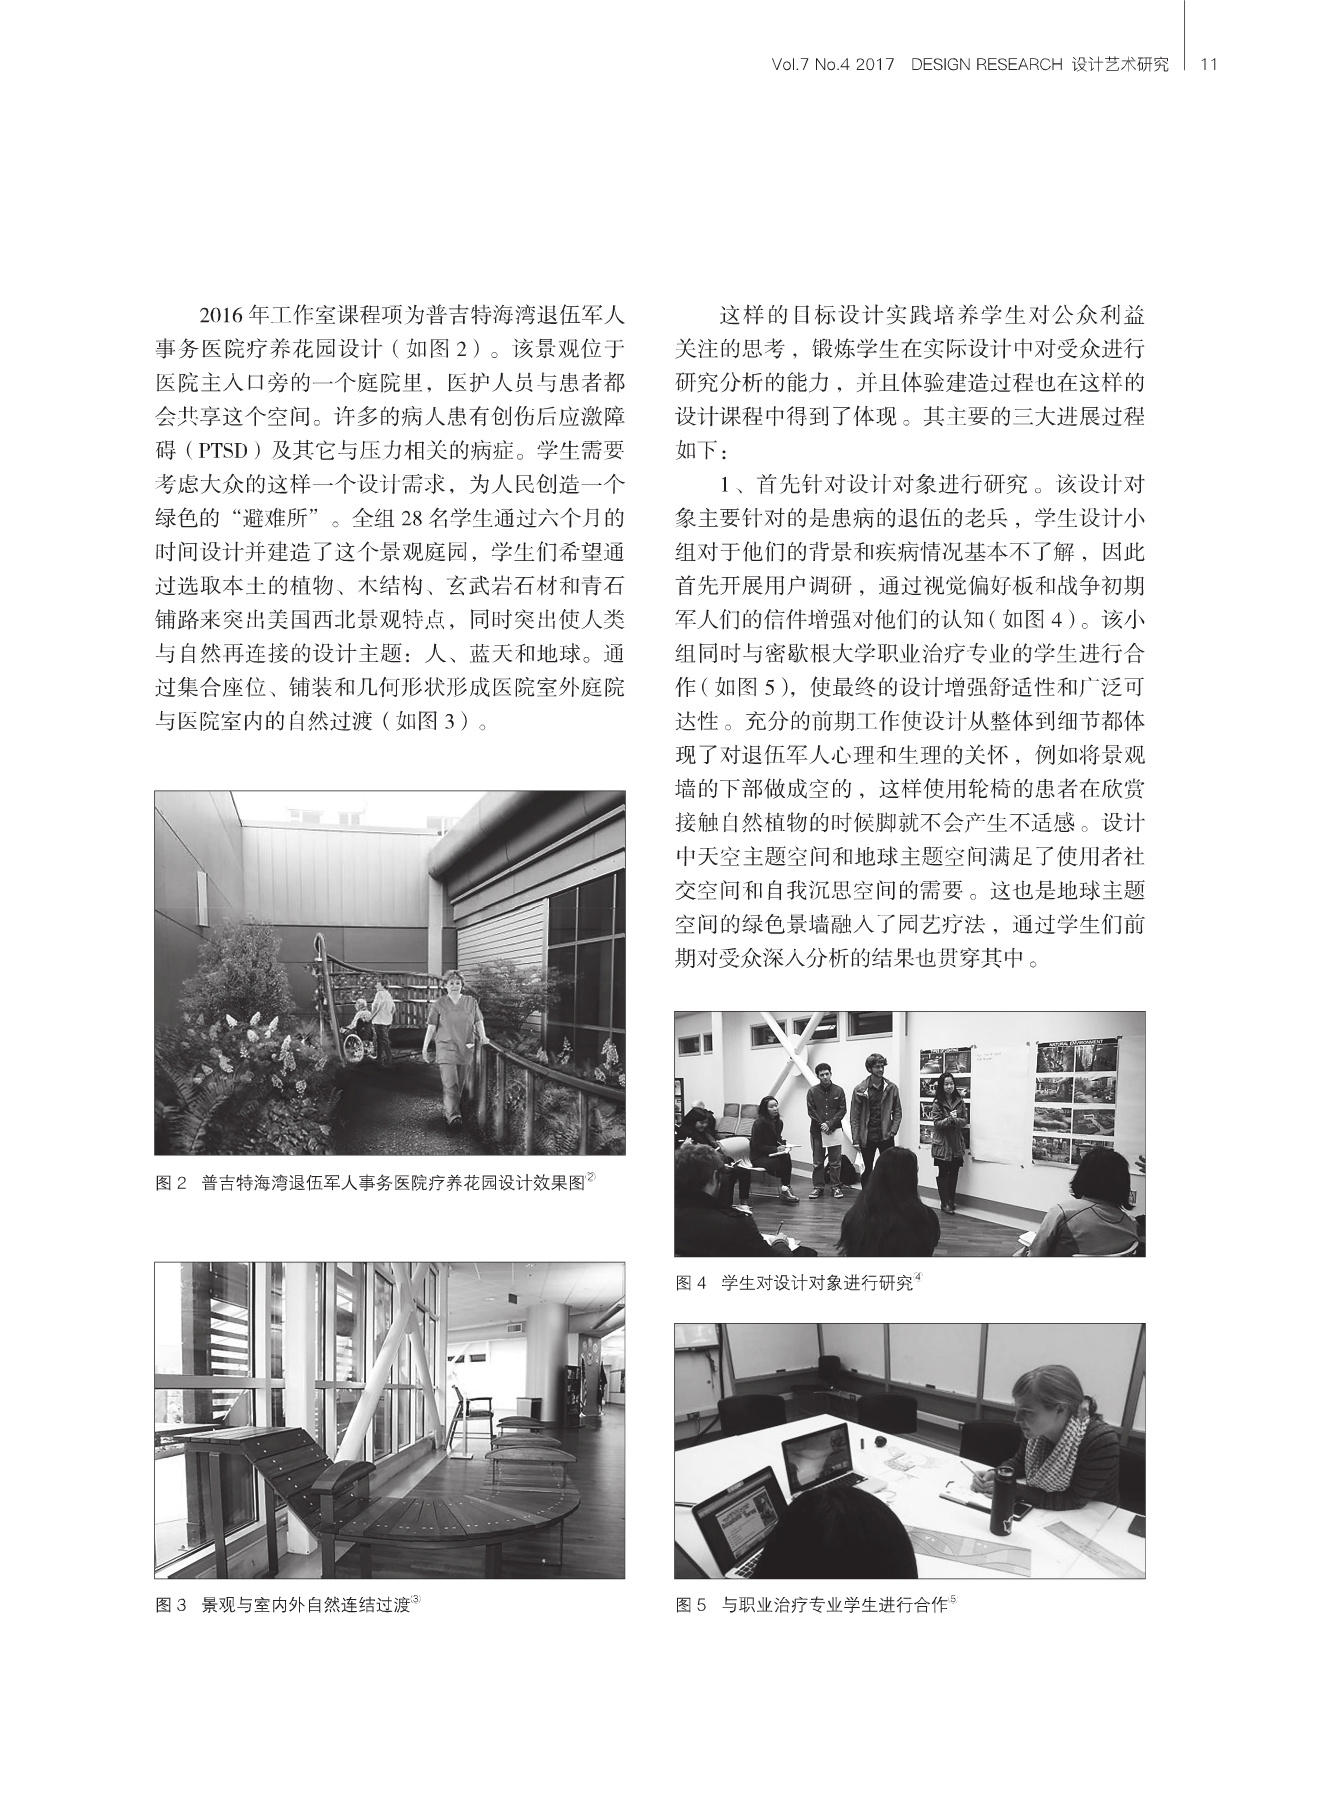 Vol.7 No.4 2017 DESIGN RESEARCH 设计艺术研究 11
2016 年工作室课程项为普吉特海湾退伍军人
事务医院疗养花园设计（如图 2）。该景观位于
医院主入口旁的一个庭院里，医护人员与患者都
会共享这个空间。许多的病人患有创伤后应激障
碍（PTSD）及其它与压力相关的病症。学生需要
考虑大众的这样一个设计需求，为人民创造一个
绿色的“避难所”。全组 28 名学生通过六个月的
时间设计并建造了这个景观庭园，学生们希望通
过选取本土的植物、木结构、玄武岩石材和青石
铺路来突出美国西北景观特点，同时突出使人类
与自然再连接的设计主题：人、蓝天和地球。通
过集合座位、铺装和几何形状形成医院室外庭院
与医院室内的自然过渡（如图 3）。
图 2 普吉特海湾退伍军人事务医院疗养花园设计效果图②
图 3 景观与室内外自然连结过渡③
这样的目标设计实践培养学生对公众利益
关注的思考，锻炼学生在实际设计中对受众进行
研究分析的能力，并且体验建造过程也在这样的
设计课程中得到了体现。其主要的三大进展过程
如下：
1、首先针对设计对象进行研究。该设计对
象主要针对的是患病的退伍的老兵，学生设计小
组对于他们的背景和疾病情况基本不了解，因此
首先开展用户调研，通过视觉偏好板和战争初期
军人们的信件增强对他们的认知（如图 4）。该小
组同时与密歇根大学职业治疗专业的学生进行合
作（如图 5），使最终的设计增强舒适性和广泛可
达性。充分的前期工作使设计从整体到细节都体
现了对退伍军人心理和生理的关怀，例如将景观
墙的下部做成空的，这样使用轮椅的患者在欣赏
接触自然植物的时候脚就不会产生不适感。设计
中天空主题空间和地球主题空间满足了使用者社
交空间和自我沉思空间的需要。这也是地球主题
空间的绿色景墙融入了园艺疗法，通过学生们前
期对受众深入分析的结果也贯穿其中。
NATURAL ENVIRONMENT
图 4 学生对设计对象进行研究④
图 5 与职业治疗专业学生进行合作⑤